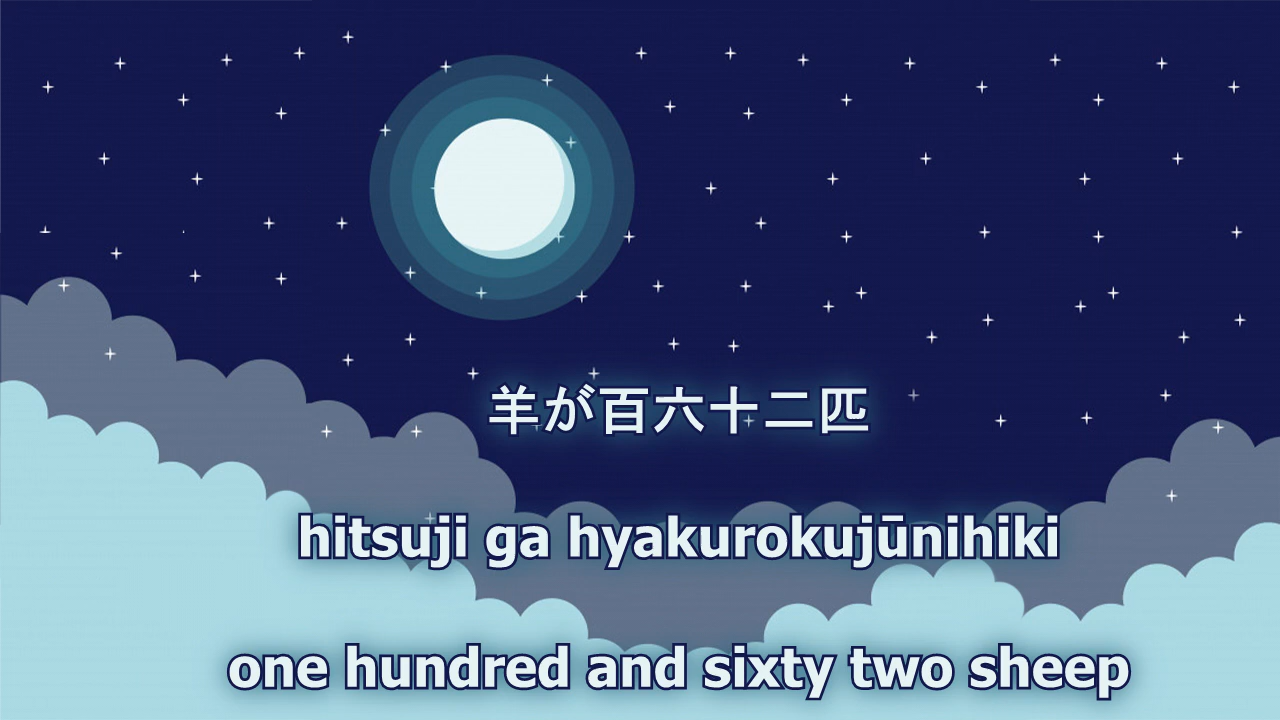 羊が百六十二匹
hitsuji ga hyakurokujūnihiki
one hundred and sixty two sheep